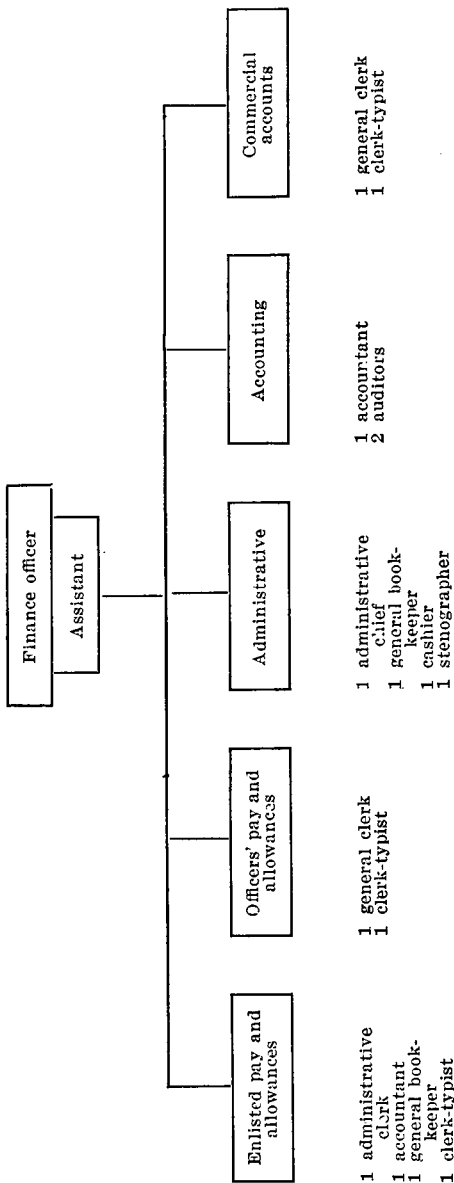 Finance officer
Assistant
Enlisted pay and
allowances
Officers' pay and
allowances
Administrative
Accounting
Commercial
accounts
1 administrative
clerk
1 accountant
1 general book-
keeper
1 clerk-typist
1 general clerk
1 clerk-typist
1 administrative
chief
1 general book-
keeper
1 cashier
1 stenographer
1 accountant
2 auditors
1 general clerk
1 clerk-typist